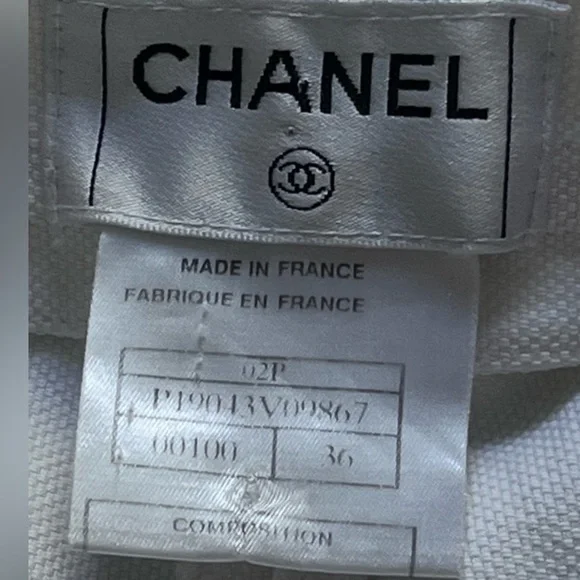 CHANEL
MADE IN FRANCE
FABRIQUE EN FRANCE
02P
P19043V09867
00100 36
COMPOSITION